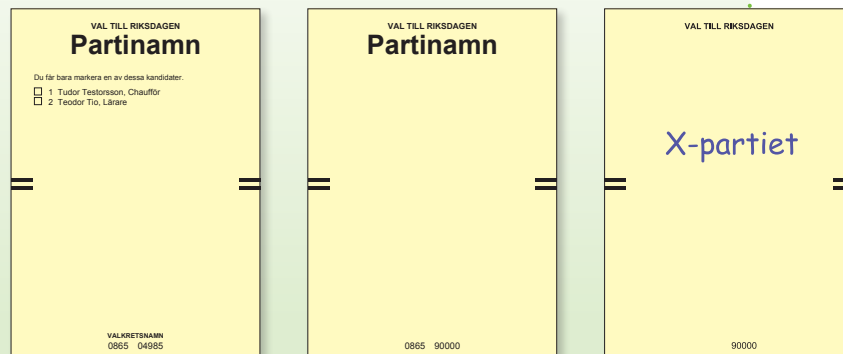 VAL TILL RIKSDAGEN
Partinamn
Du får bara markera en av dessa kandidater.
1 Tudor Testorsson, Chaufför
2 Teodor Tio, Lärare
VALKRETSNAMN
0865 04985
VAL TILL RIKSDAGEN
Partinamn
0865 90000
VAL TILL RIKSDAGEN
X-partiet
90000